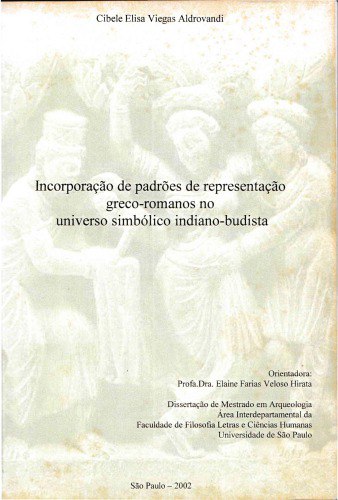 Cibele Elisa Viegas Aldrovandi
Incorporação de padrões de representação
greco-romanos no
universo simbólico indiano-budista
Orientadora:
Profa.Dra. Elaine Farias Veloso Hirata
Dissertação de Mestrado em Arqueologia
Área Interdepartamental da
Faculdade de Filosofia Letras e Ciências Humanas
Universidade de São Paulo
São Paulo – 2002